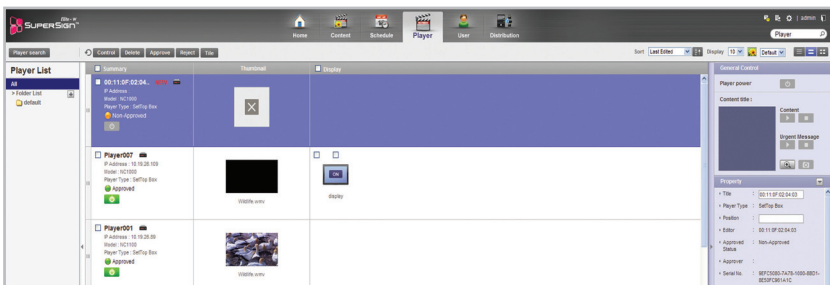 Elite - W
SUPERSIGN™
Home Content Schedule Player User Distribution
admin
Player
Player search
Control Delete Approve Reject Tile
Sort Last Edited Display 10 Default
Player List
All
Folder List
default
Summary Thumbnail Display
00:11:0F:02:04..
IP Address :
Model : NC1000
Player Type : SetTop Box
Non-Approved
Player007
IP Address : 10.19.26.109
Model : NC1000
Player Type : SetTop Box
Approved
Wildlife.wmv
ON
display
Player001
IP Address : 10.19.26.99
Model : NC1100
Player Type : SetTop Box
Approved
Wildlife.wmv
General Control
Player power
Content title :
Content
Urgent Message
Property
Title : 00:11:0F:02:04:03
Player Type : SetTop Box
Position :
Editor : 00:11:0F:02:04:03
Approved Status : Non-Approved
Approver :
Serial No. :